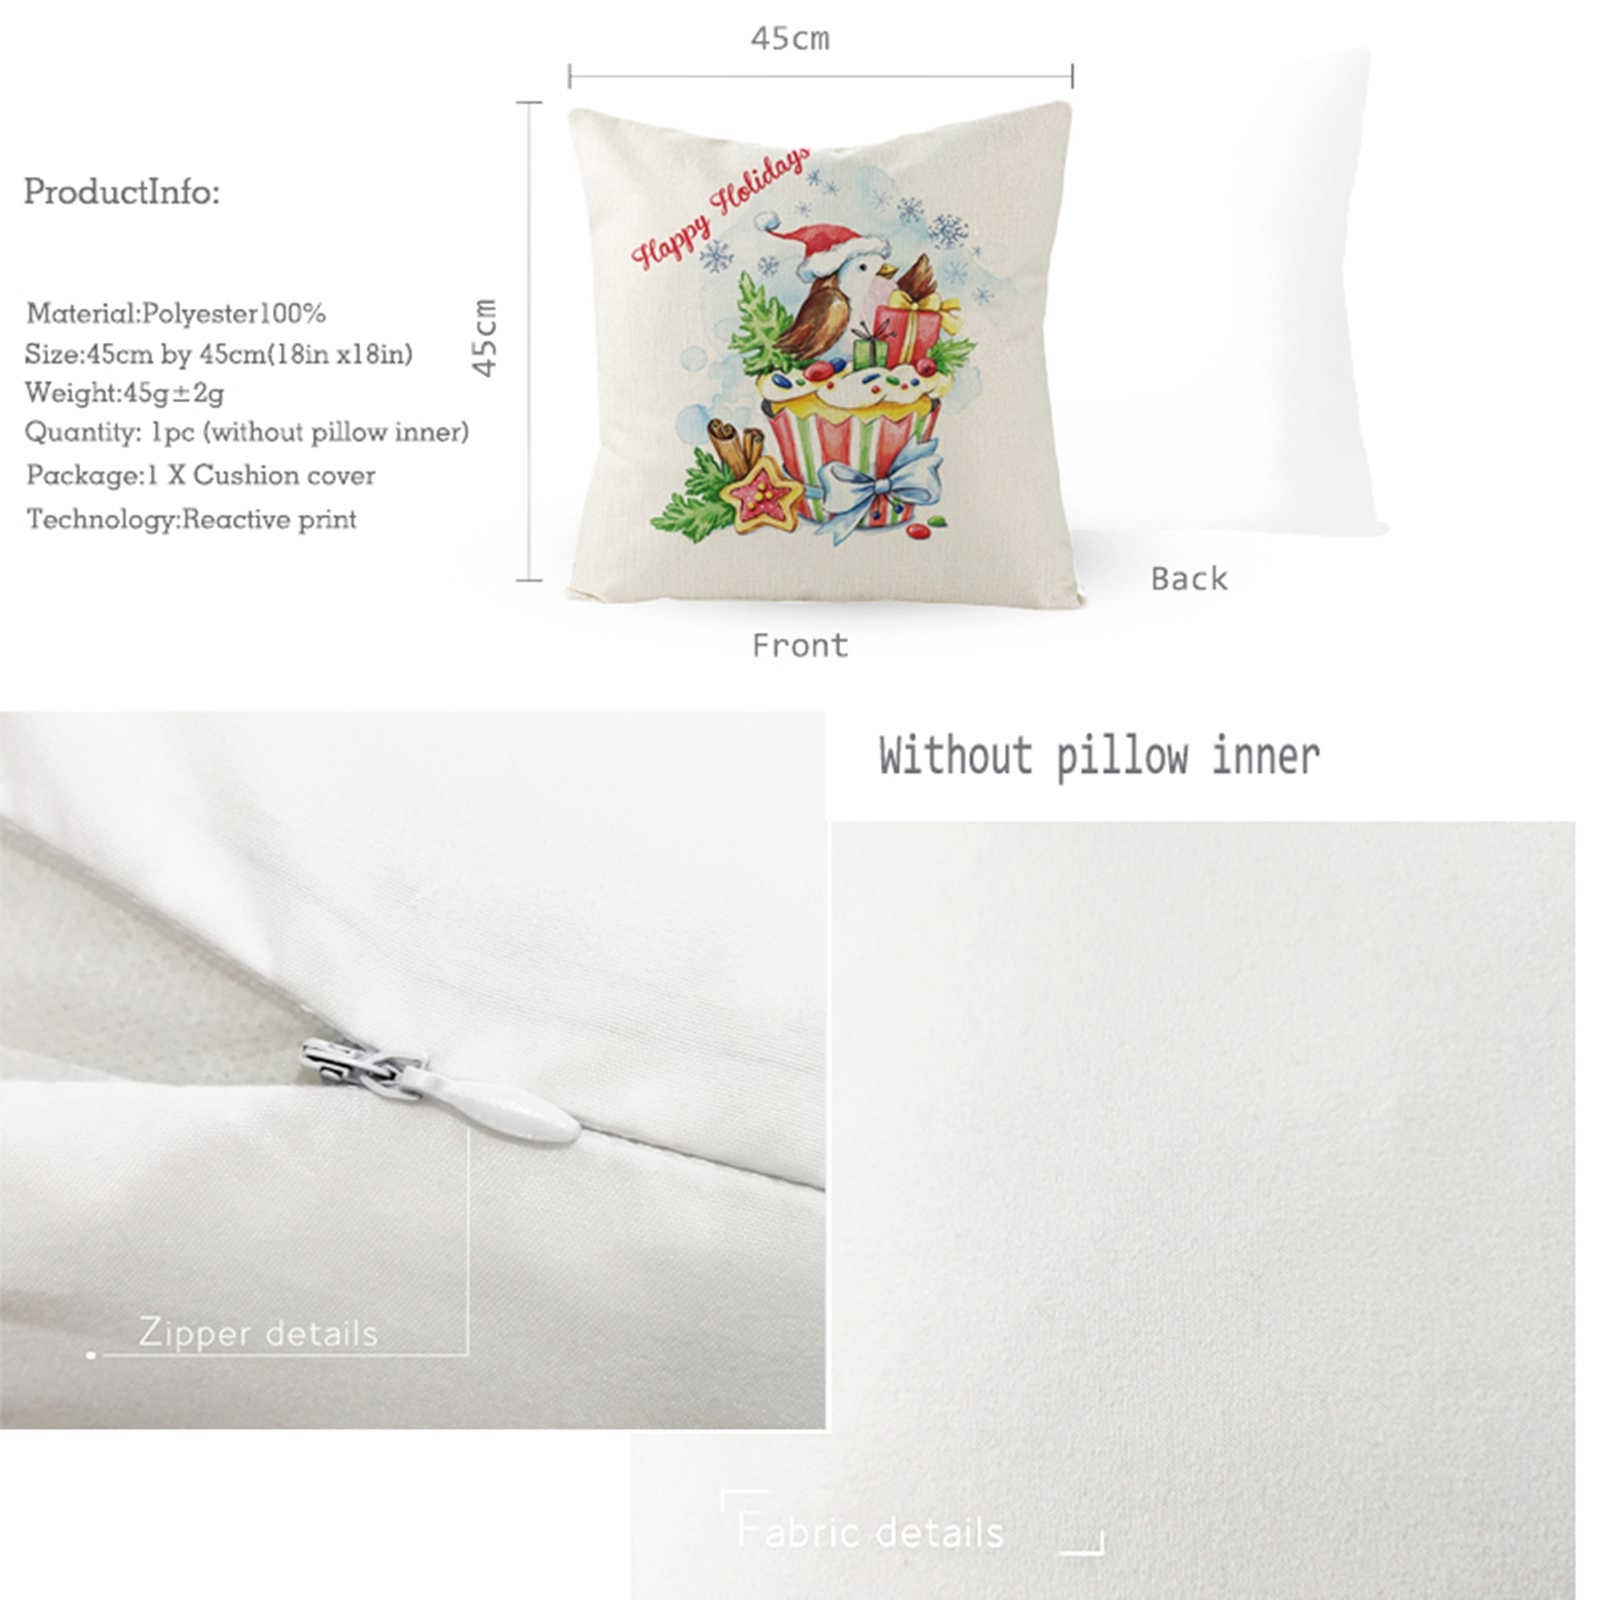 45cm
ProductInfo:
Happy Holidays
Material:Polyester100%
Size:45cm by 45cm(18in x18in)
Weight:45g±2g
Quantity: 1pc (without pillow inner)
Package:1 X Cushion cover
Technology:Reactive print
45cm
Back
Front
Without pillow inner
Zipper details
Fabric details